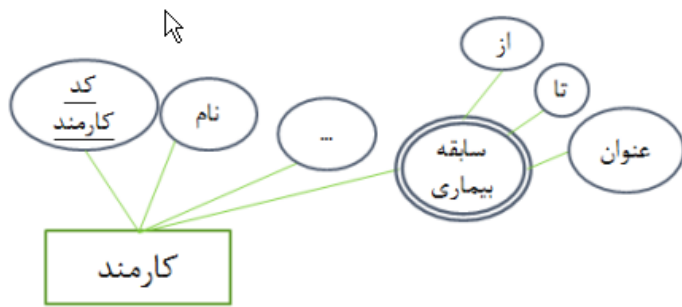 از
تا
کد
کارمند
نام
...
سابقه
بیماری
عنوان
کارمند